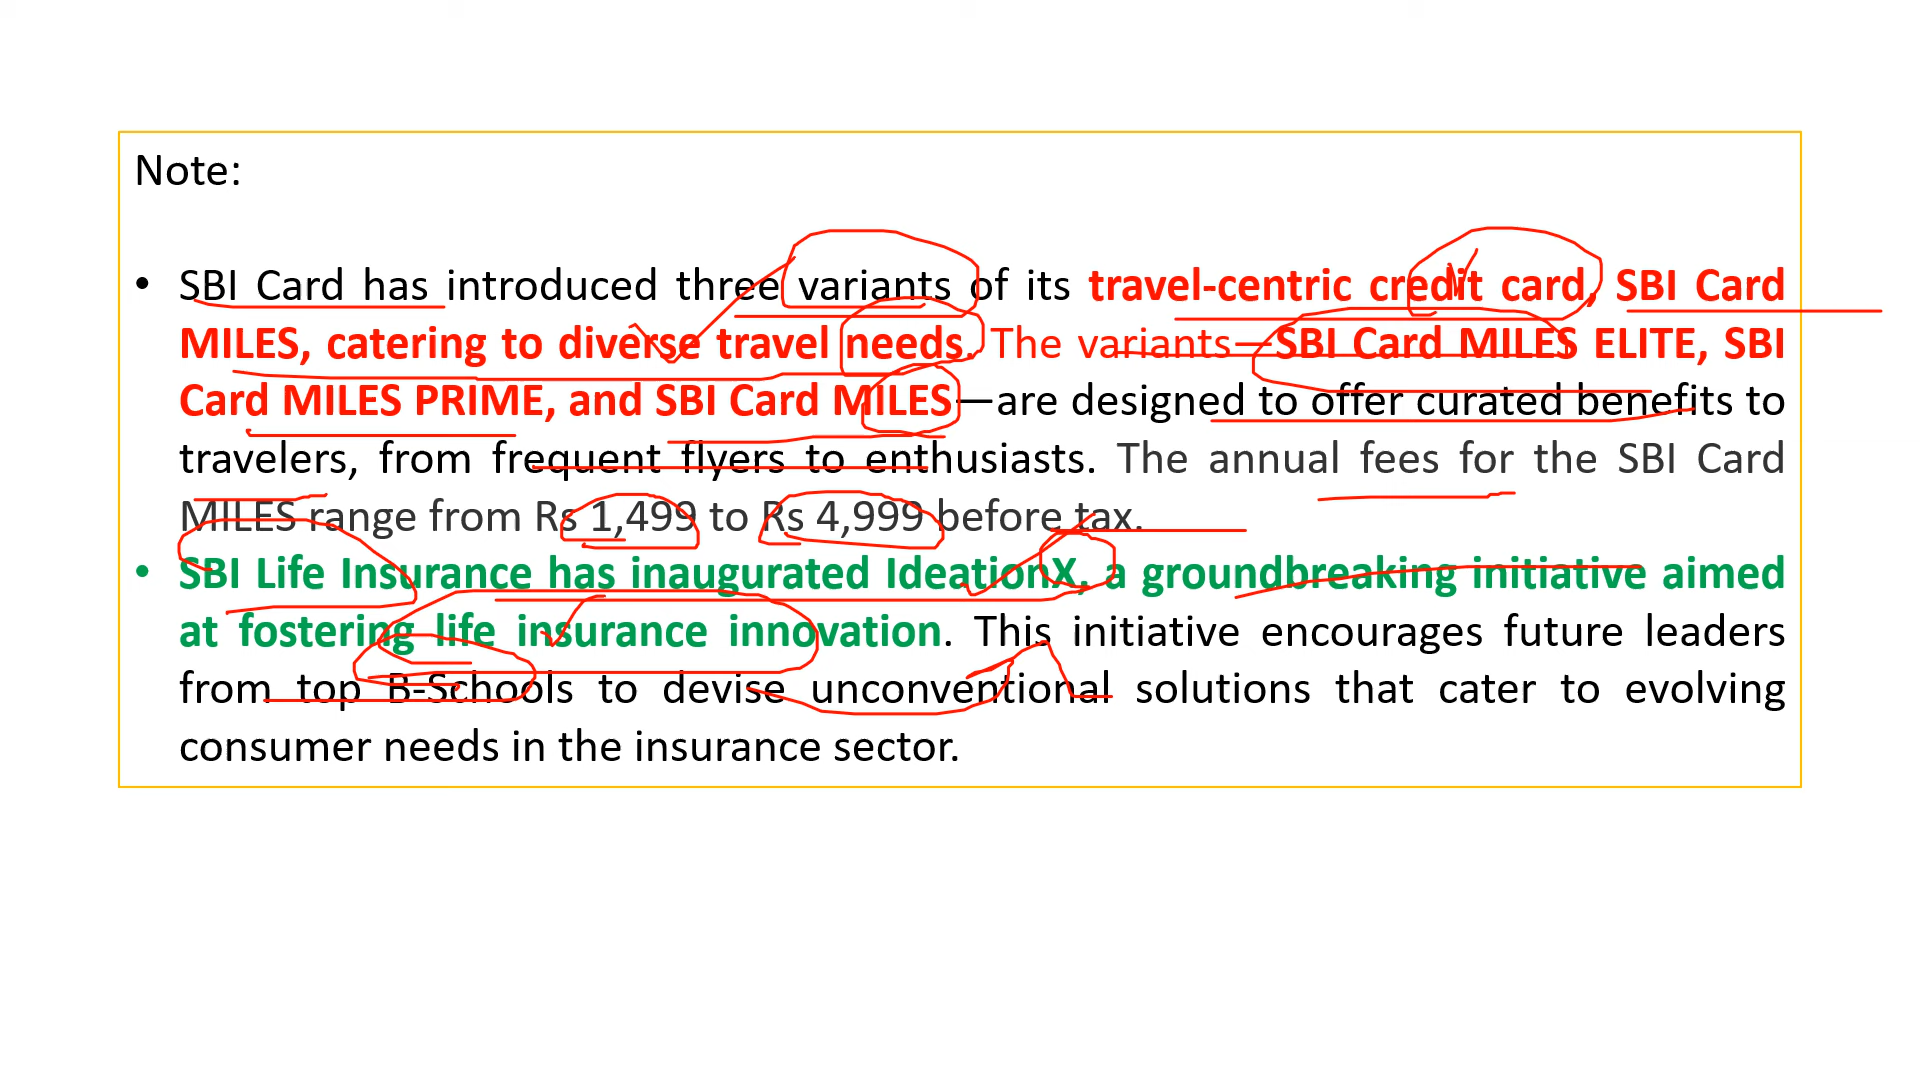 Note:
• SBI Card has introduced three variants of its travel-centric credit card, SBI Card
MILES, catering to diverse travel needs. The variants—SBI Card MILES ELITE, SBI
Card MILES PRIME, and SBI Card MILES—are designed to offer curated benefits to
travelers, from frequent flyers to enthusiasts. The annual fees for the SBI Card
MILES range from Rs 1,499 to Rs 4,999 before tax.
• SBI Life Insurance has inaugurated IdeationX, a groundbreaking initiative aimed
at fostering life insurance innovation. This initiative encourages future leaders
from top B-Schools to devise unconventional solutions that cater to evolving
consumer needs in the insurance sector.